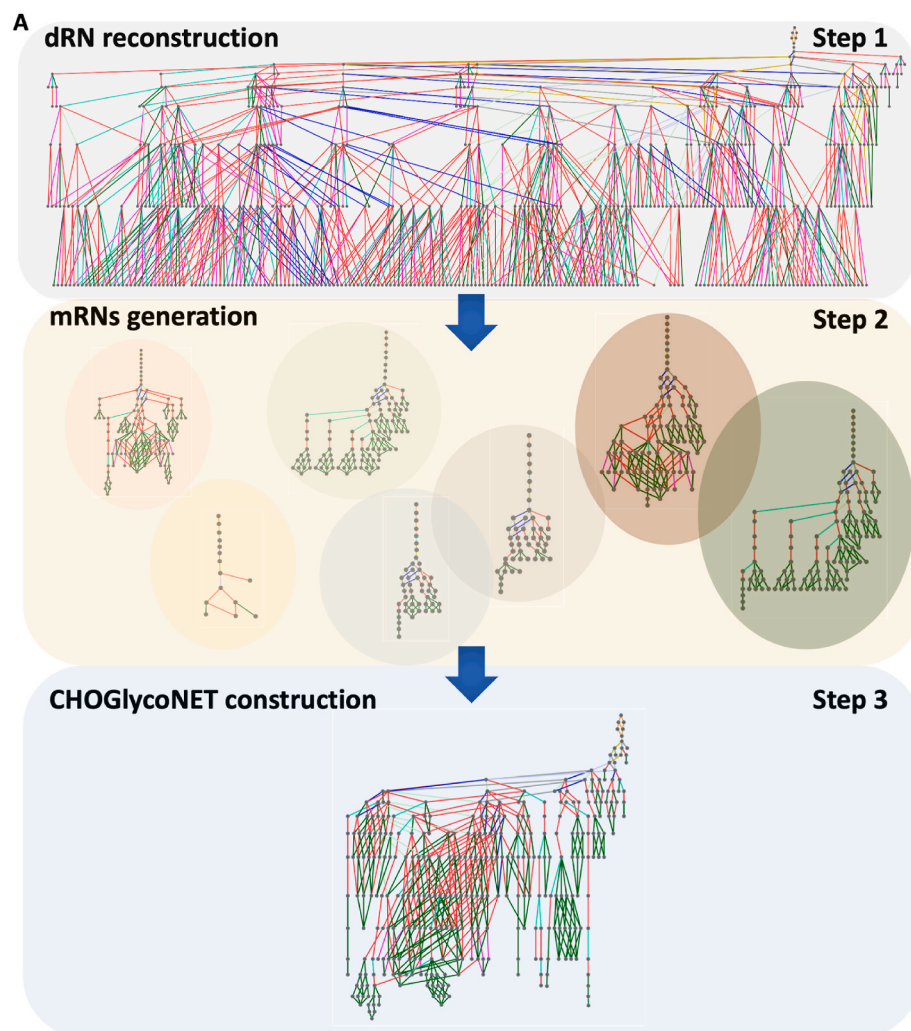 A
dRN reconstruction
Step 1
mRNs generation
Step 2
CHOGlycoNET construction
Step 3